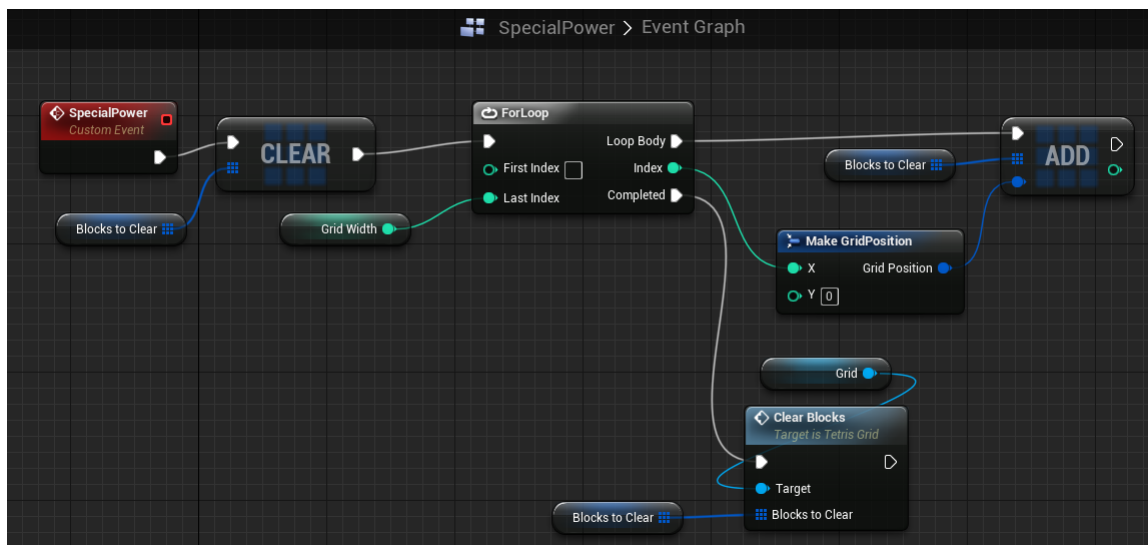 SpecialPower > Event Graph
SpecialPower
Custom Event
CLEAR
Blocks to Clear
Grid Width
ForLoop
Loop Body
First Index
Index
Last Index
Completed
Blocks to Clear
ADD
Make GridPosition
X
Grid Position
Y 0
Grid
Clear Blocks
Target is Tetris Grid
Target
Blocks to Clear
Blocks to Clear